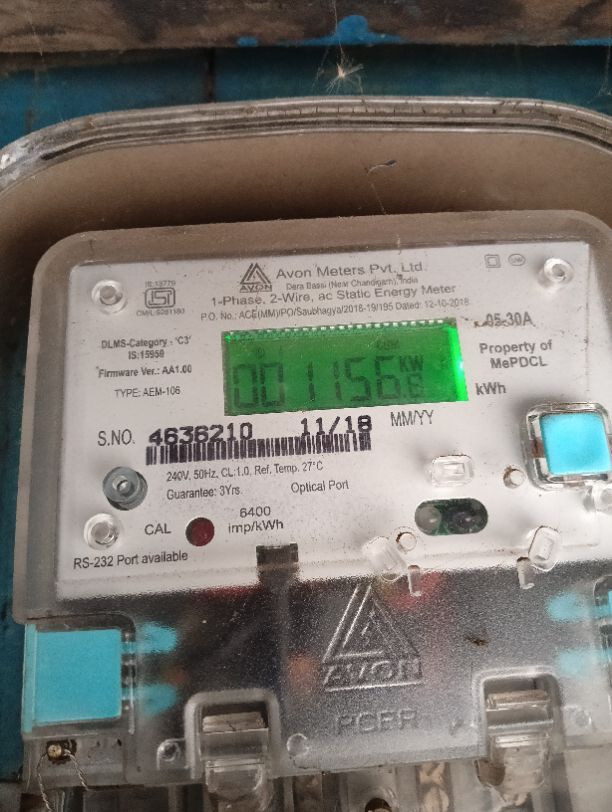 IS:13779
ISI
AVON
Avon Meters Pvt. Ltd.
Dera Bassi (Near Chandigarh), India
1-Phase, 2-Wire, ac Static Energy Meter
P.O. No.: ACE(MM)/PO/Saubhagya/2018-19/195 Dated: 12-10-2018
DLMS-Category : 'C3'
IS:15959
Firmware Ver.: AA1.00
TYPE: AEM-106
05-30A
Property of
MePDCL
001156
KW
kWh
S.NO. 4636210 11/18 MM/YY
240V, 50Hz, CL:1.0, Ref. Temp. 27°C
Guarantee: 3Yrs. Optical Port
CAL
6400
imp/kWh
RS-232 Port available
AVON